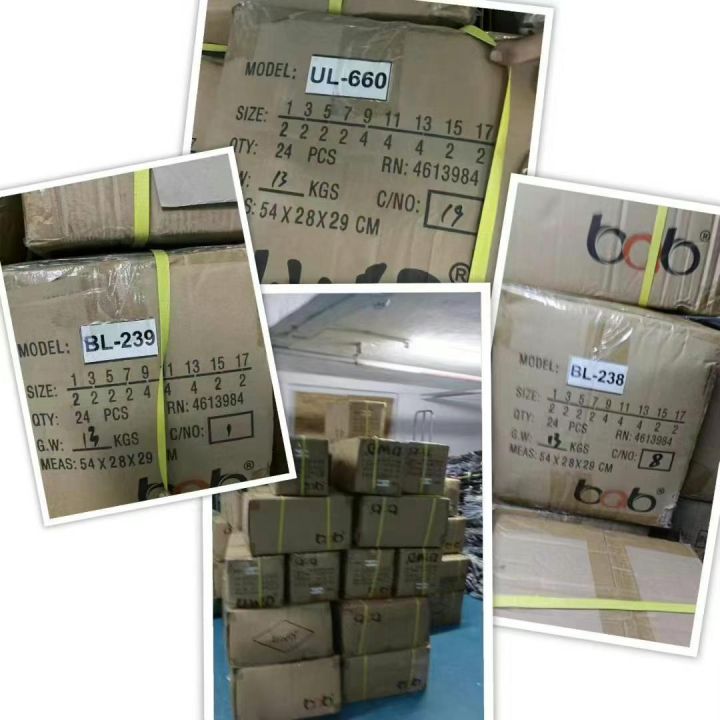 MODEL: UL-660
SIZE: 1 3 5 7 9 11 13 15 17
2 2 2 2 4 4 4 2 2
QTY: 24 PCS RN: 4613984
W: 13 KGS C/NO: 19
S: 54 X 28 X 29 CM
®
MODEL: BL-239
SIZE: 1 3 5 7 9 11 13 15 17
2 2 2 2 4 4 4 2 2
QTY: 24 PCS RN: 4613984
G.W: 13 KGS C/NO: 1
MEAS: 54 X 28 X 29 M
bob®
bob®
MODEL: BL-238
SIZE: 1 3 5 7 9 11 13 15 17
2 2 2 2 4 4 4 2 2
QTY: 24 PCS RN: 4613984
G.W: 13 KGS C/NO: 8
MEAS: 54 X 28 X 29 CM
bob®
bob
bob